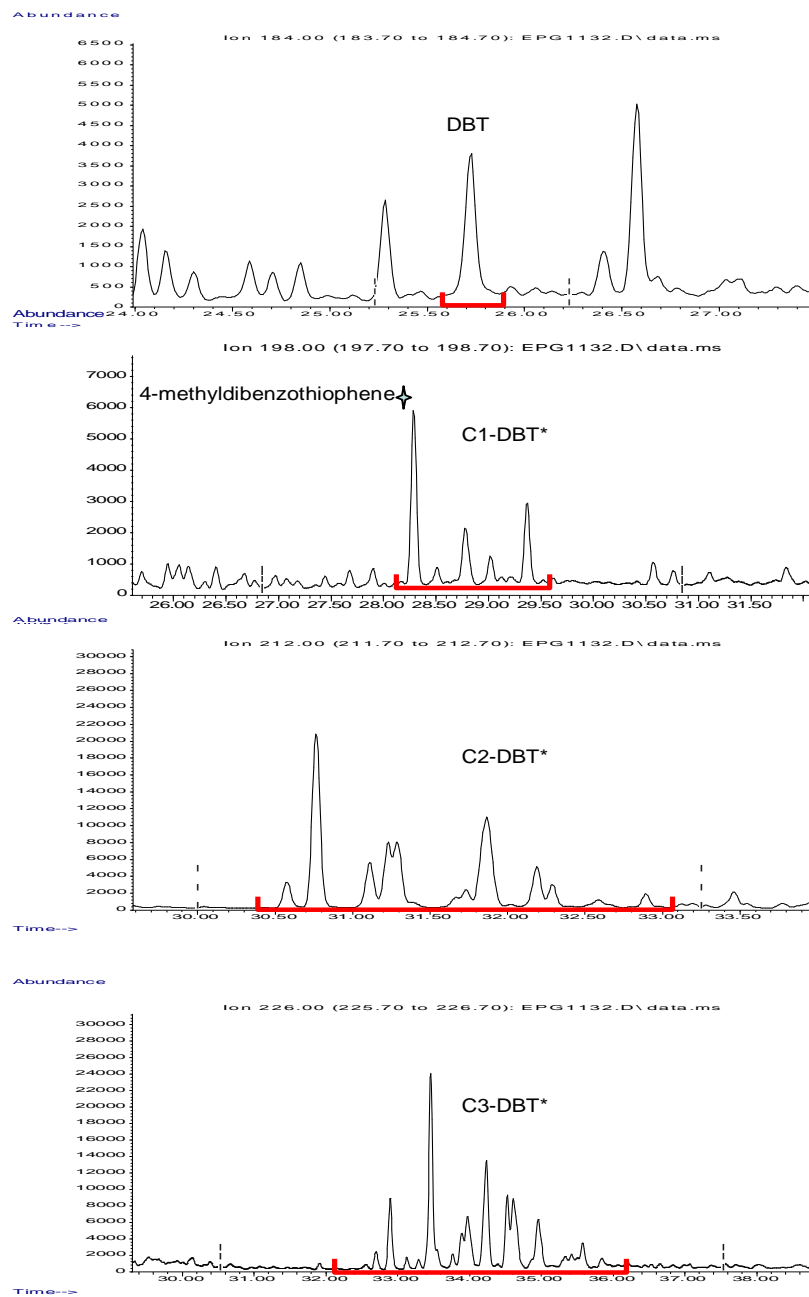 Abundance
Ion 184.00 (183.70 to 184.70): EPG1132.D\data.ms
6500
6000
5500
5000
4500
4000
3500
3000
2500
2000
1500
1000
500
0
DBT
24.00 24.50 25.00 25.50 26.00 26.50 27.00
Time-->
Abundance
Ion 198.00 (197.70 to 198.70): EPG1132.D\data.ms
7000
6000
5000
4000
3000
2000
1000
0
4-methyldibenzothiophene
C1-DBT*
26.00 26.50 27.00 27.50 28.00 28.50 29.00 29.50 30.00 30.50 31.00 31.50
Abundance
Ion 212.00 (211.70 to 212.70): EPG1132.D\data.ms
30000
28000
26000
24000
22000
20000
18000
16000
14000
12000
10000
8000
6000
4000
2000
0
C2-DBT*
30.00 30.50 31.00 31.50 32.00 32.50 33.00 33.50
Time-->
Abundance
Ion 226.00 (225.70 to 226.70): EPG1132.D\data.ms
30000
28000
26000
24000
22000
20000
18000
16000
14000
12000
10000
8000
6000
4000
2000
0
C3-DBT*
30.00 31.00 32.00 33.00 34.00 35.00 36.00 37.00 38.00
Time-->